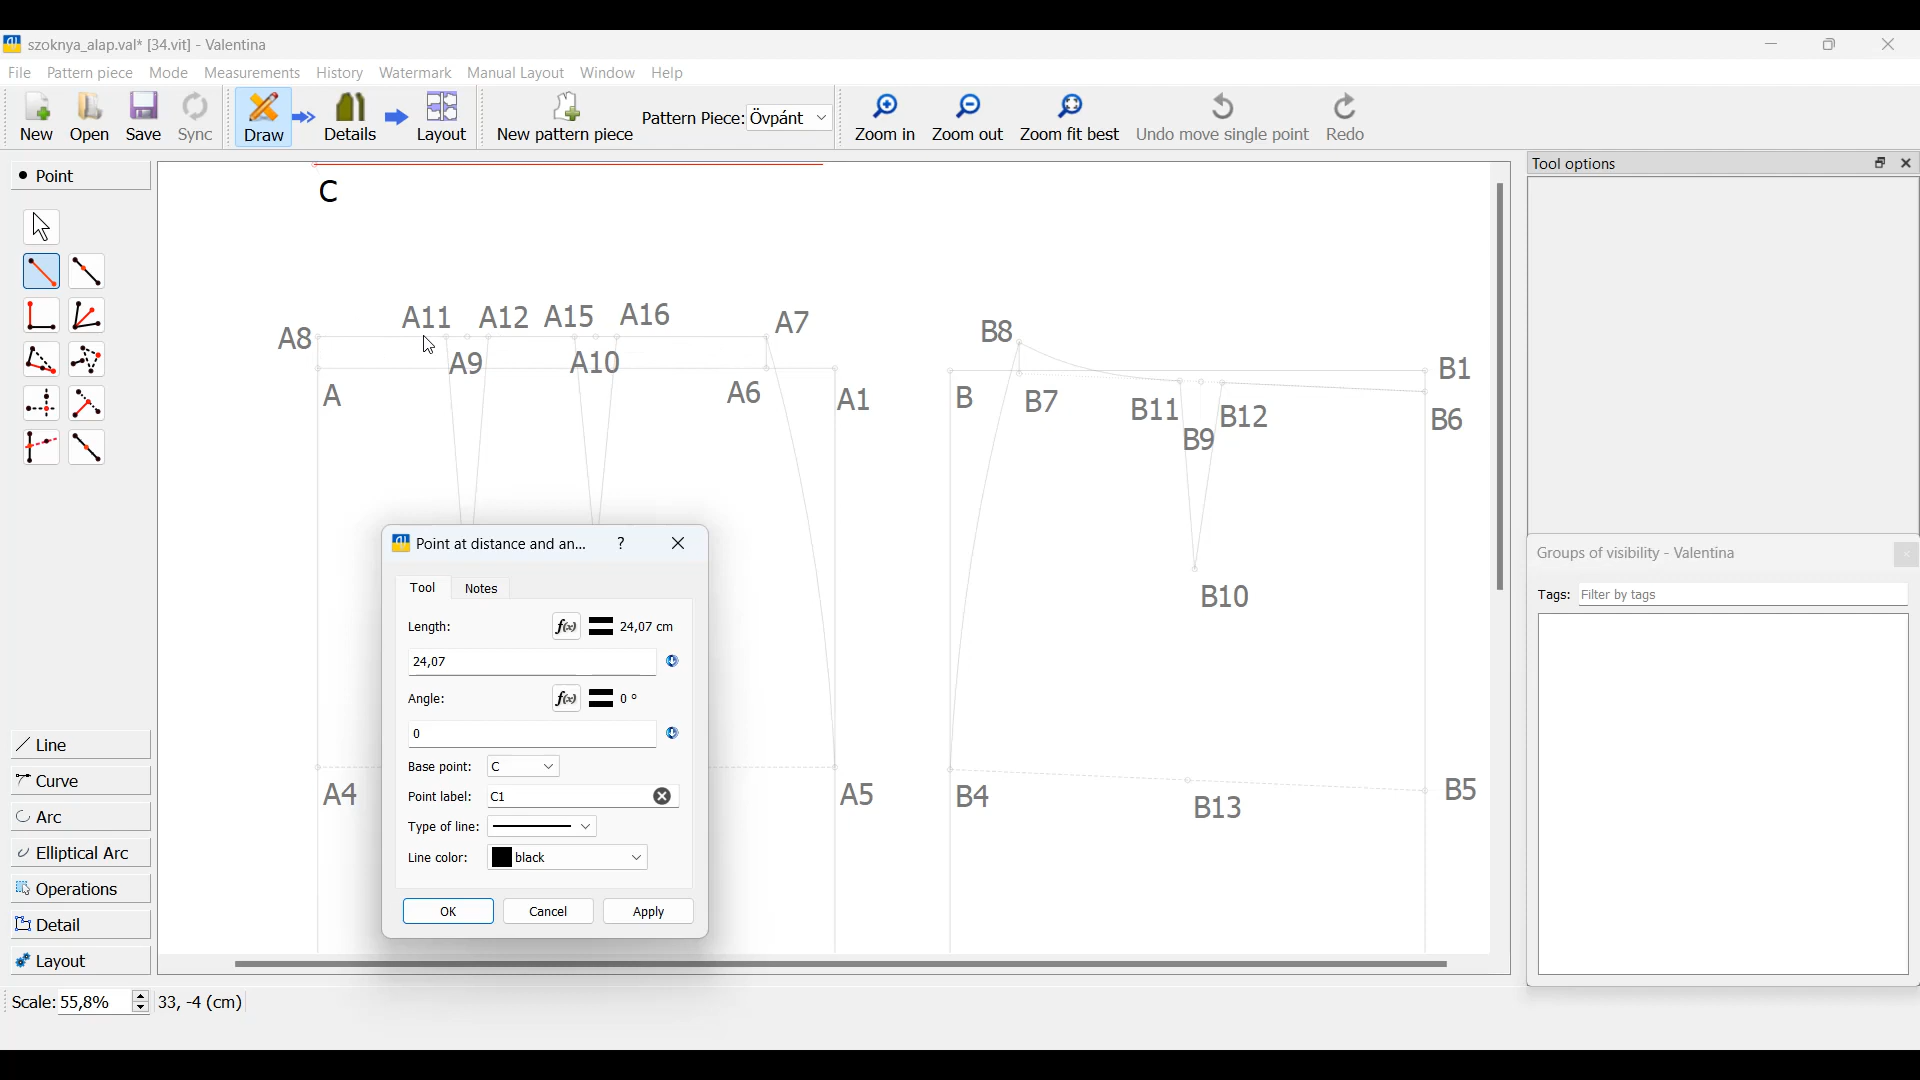 szoknya_alap.val* [34.vit] - Valentina
File Pattern piece Mode Measurements History Watermark Manual Layout Window Help
New Open Save Sync Draw Details Layout New pattern piece Pattern Piece: Övpánt Zoom in Zoom out Zoom fit best Undo move single point Redo
Point
Tool options
C
A11 A12 A15 A16 A7
A8
A9 A10
A A6 A1
B8
B1
B B7 B11 B12 B6
B9
B10
Point at distance and an... ?
Tool Notes
Length: f(x) 24,07 cm
24,07
Angle: f(x) 0 °
0
Base point: C
Point label: C1
Type of line:
Line color: black
OK Cancel Apply
A4 A5 B4 B13 B5
Groups of visibility - Valentina
Tags: Filter by tags
Line
Curve
Arc
Elliptical Arc
Operations
Detail
Layout
Scale: 55,8% 33, -4 (cm)